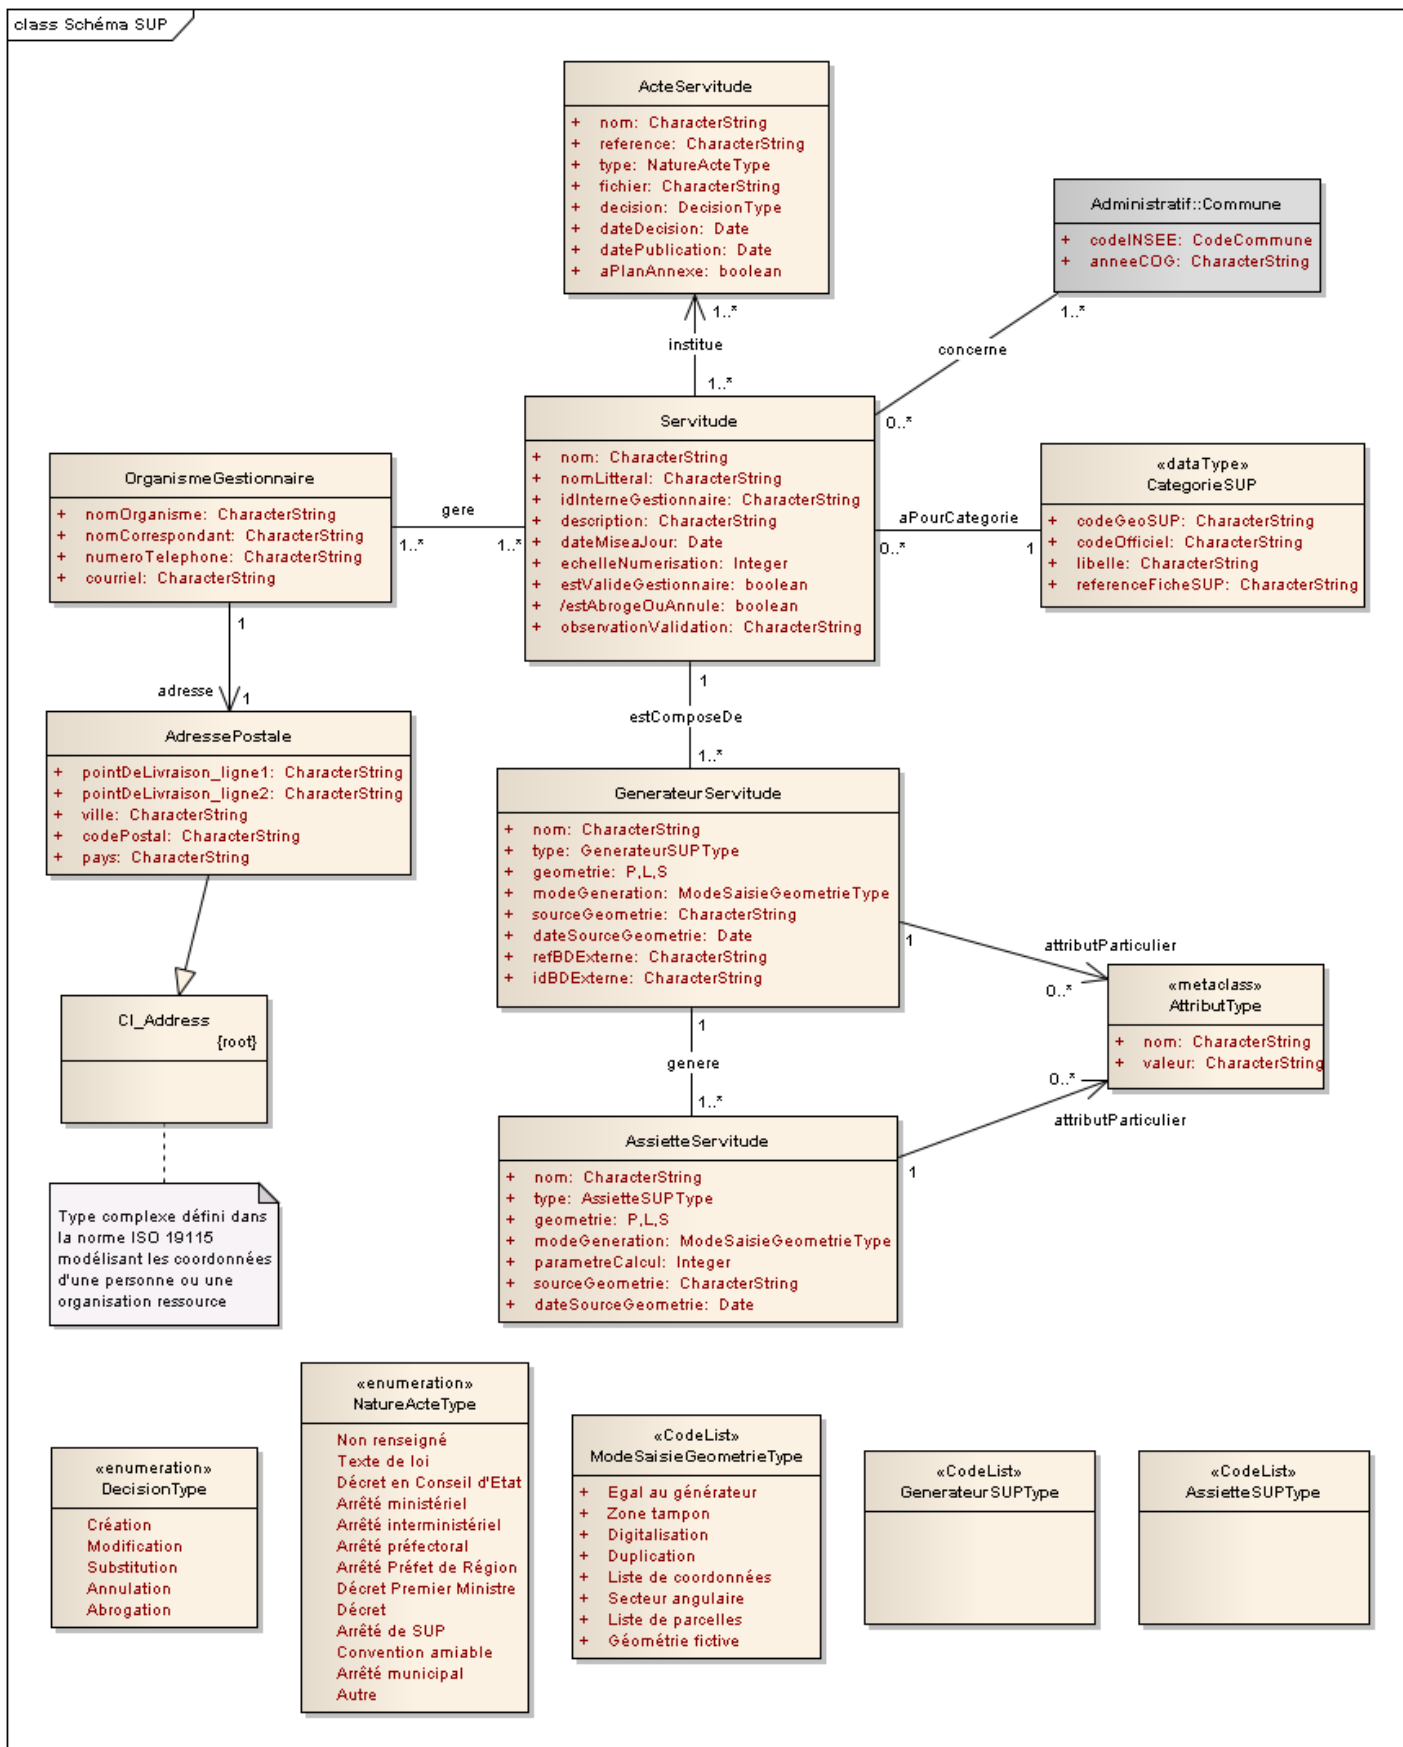 class Schéma SUP
ActeServitude
+ nom: CharacterString
+ reference: CharacterString
+ type: NatureActeType
+ fichier: CharacterString
+ decision: DecisionType
+ dateDecision: Date
+ datePublication: Date
+ aPlanAnnexe: boolean
Administratif::Commune
+ codeINSEE: CodeCommune
+ anneeCOG: CharacterString
1..*
1..*
institue
concerne
1..*
0..*
Servitude
+ nom: CharacterString
+ nomLitteral: CharacterString
+ idInterneGestionnaire: CharacterString
+ description: CharacterString
+ dateMiseaJour: Date
+ echelleNumerisation: Integer
+ estValideGestionnaire: boolean
+ /estAbrogeOuAnnule: boolean
+ observationValidation: CharacterString
OrganismeGestionnaire
+ nomOrganisme: CharacterString
+ nomCorrespondant: CharacterString
+ numeroTelephone: CharacterString
+ courriel: CharacterString
gere
1..*
1..*
aPourCategorie
0..*
1
«dataType»
CategorieSUP
+ codeGeoSUP: CharacterString
+ codeOfficiel: CharacterString
+ libelle: CharacterString
+ referenceFicheSUP: CharacterString
1
adresse
1
AdressePostale
+ pointDeLivraison_ligne1: CharacterString
+ pointDeLivraison_ligne2: CharacterString
+ ville: CharacterString
+ codePostal: CharacterString
+ pays: CharacterString
1
estComposeDe
1..*
GenerateurServitude
+ nom: CharacterString
+ type: GenerateurSUPType
+ geometrie: P,L,S
+ modeGeneration: ModeSaisieGeometrieType
+ sourceGeometrie: CharacterString
+ dateSourceGeometrie: Date
+ refBDExterne: CharacterString
+ idBDExterne: CharacterString
1
attributParticulier
0..*
«metaclass»
AttributType
+ nom: CharacterString
+ valeur: CharacterString
CI_Address
{root}
1
genere
1..*
0..*
attributParticulier
1
AssietteServitude
+ nom: CharacterString
+ type: AssietteSUPType
+ geometrie: P,L,S
+ modeGeneration: ModeSaisieGeometrieType
+ parametreCalcul: Integer
+ sourceGeometrie: CharacterString
+ dateSourceGeometrie: Date
Type complexe défini dans
la norme ISO 19115
modélisant les coordonnées
d'une personne ou une
organisation ressource
«enumeration»
DecisionType
Création
Modification
Substitution
Annulation
Abrogation
«enumeration»
NatureActeType
Non renseigné
Texte de loi
Décret en Conseil d'Etat
Arrêté ministériel
Arrêté interministériel
Arrêté préfectoral
Arrêté Préfet de Région
Décret Premier Ministre
Décret
Arrêté de SUP
Convention amiable
Arrêté municipal
Autre
«CodeList»
ModeSaisieGeometrieType
+ Egal au générateur
+ Zone tampon
+ Digitalisation
+ Duplication
+ Liste de coordonnées
+ Secteur angulaire
+ Liste de parcelles
+ Géométrie fictive
«CodeList»
GenerateurSUPType
«CodeList»
AssietteSUPType